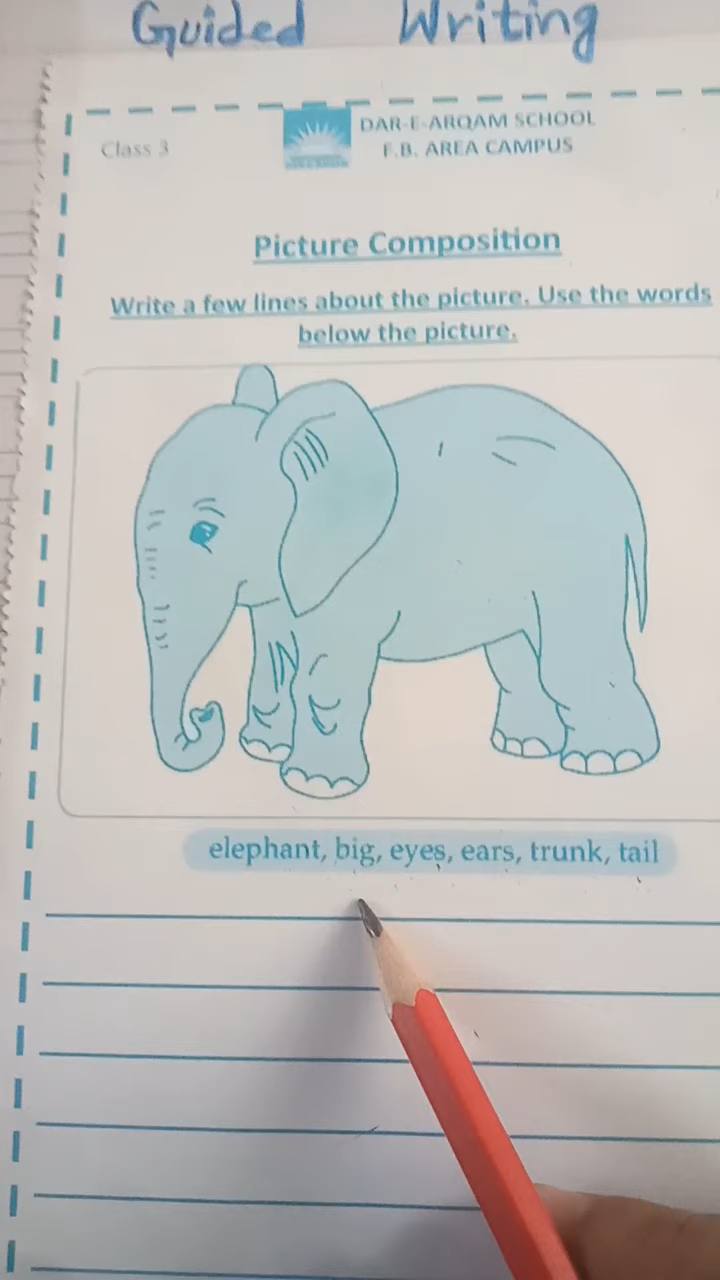 Guided Writing
Class 3
DAR-E-ARQAM SCHOOL
F.B. AREA CAMPUS
Picture Composition
Write a few lines about the picture. Use the words
below the picture.
elephant, big, eyes, ears, trunk, tail